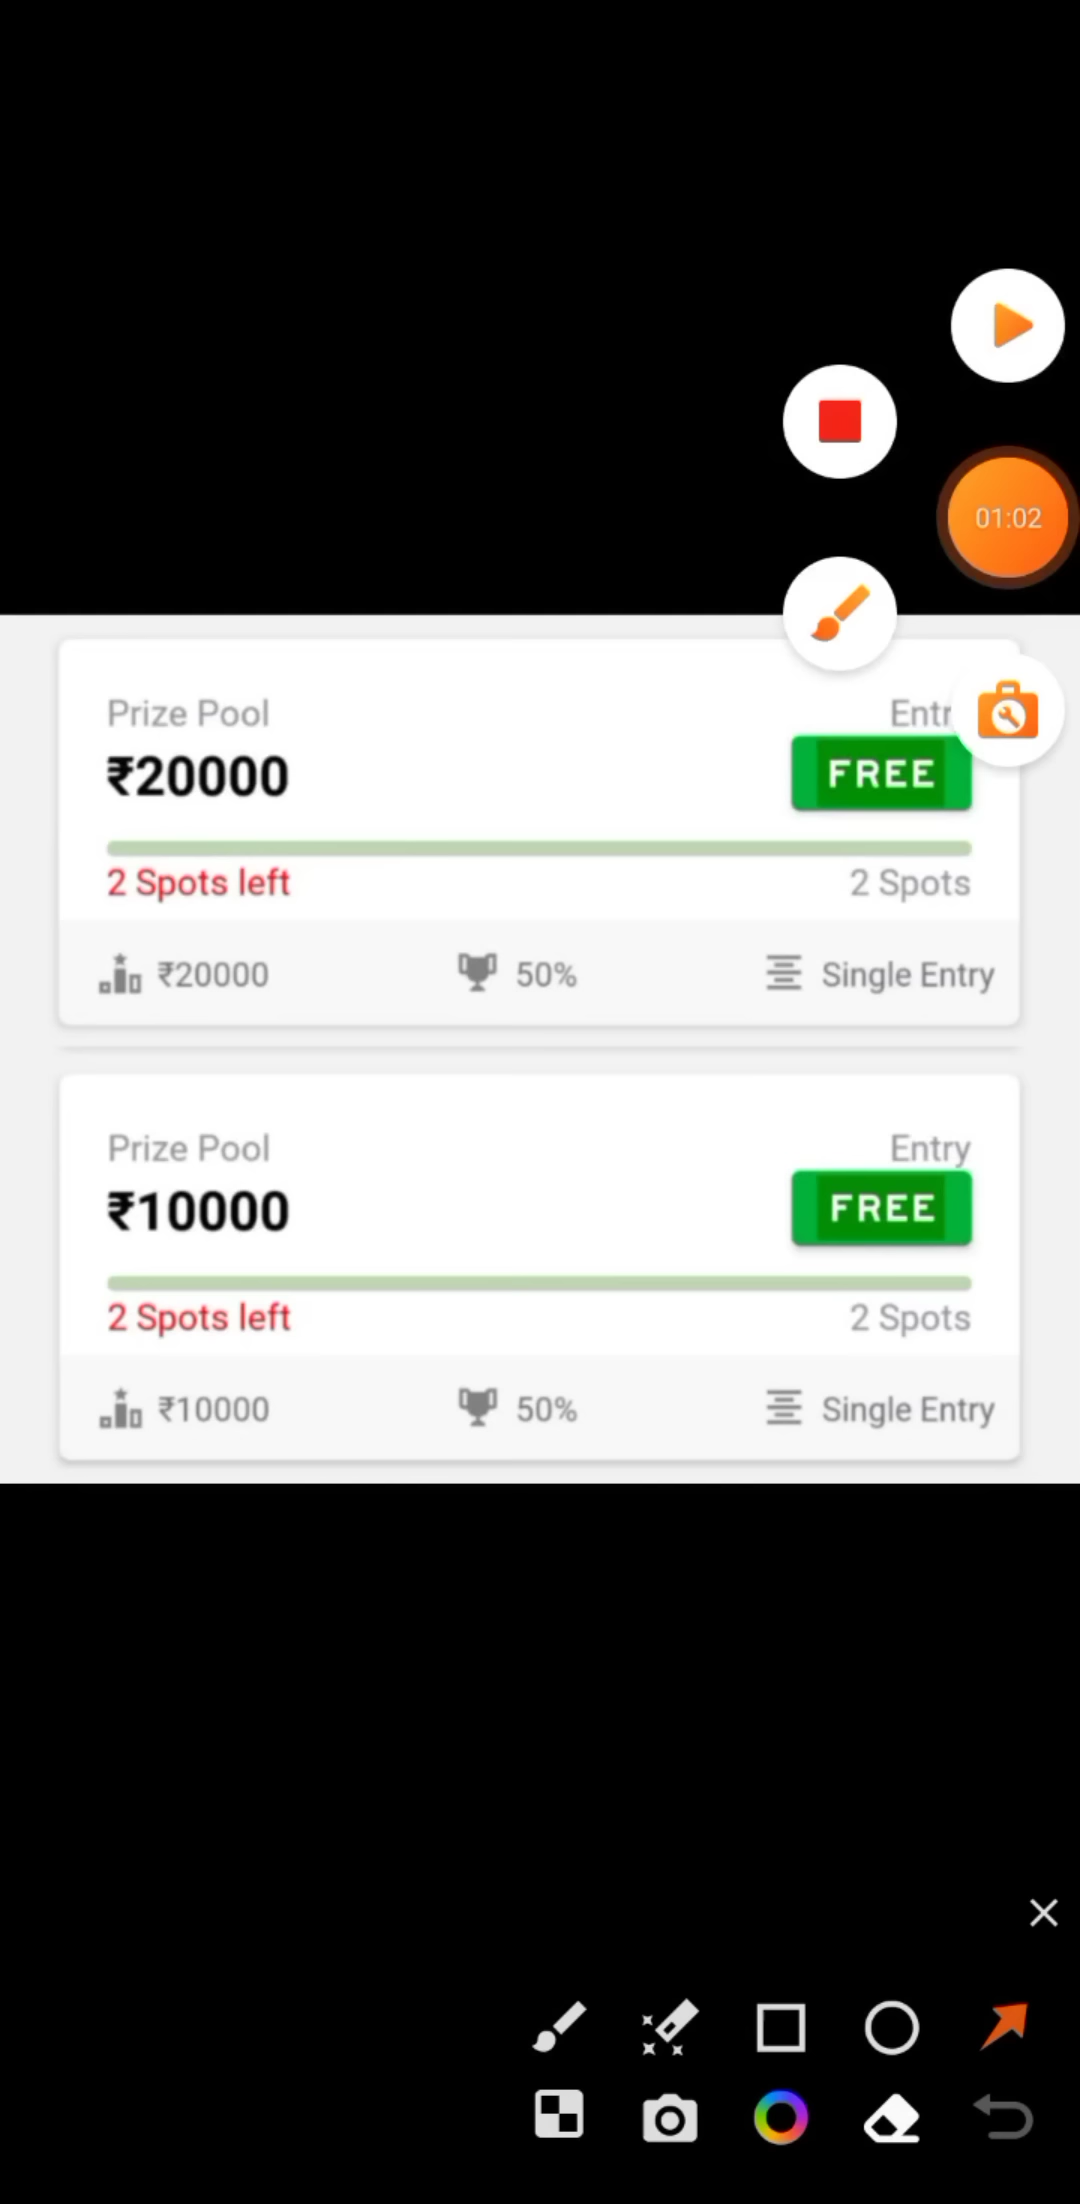 01:02
Prize Pool
Entr
₹20000
FREE
2 Spots left
2 Spots
₹20000
50%
Single Entry
Prize Pool
Entry
₹10000
FREE
2 Spots left
2 Spots
₹10000
50%
Single Entry